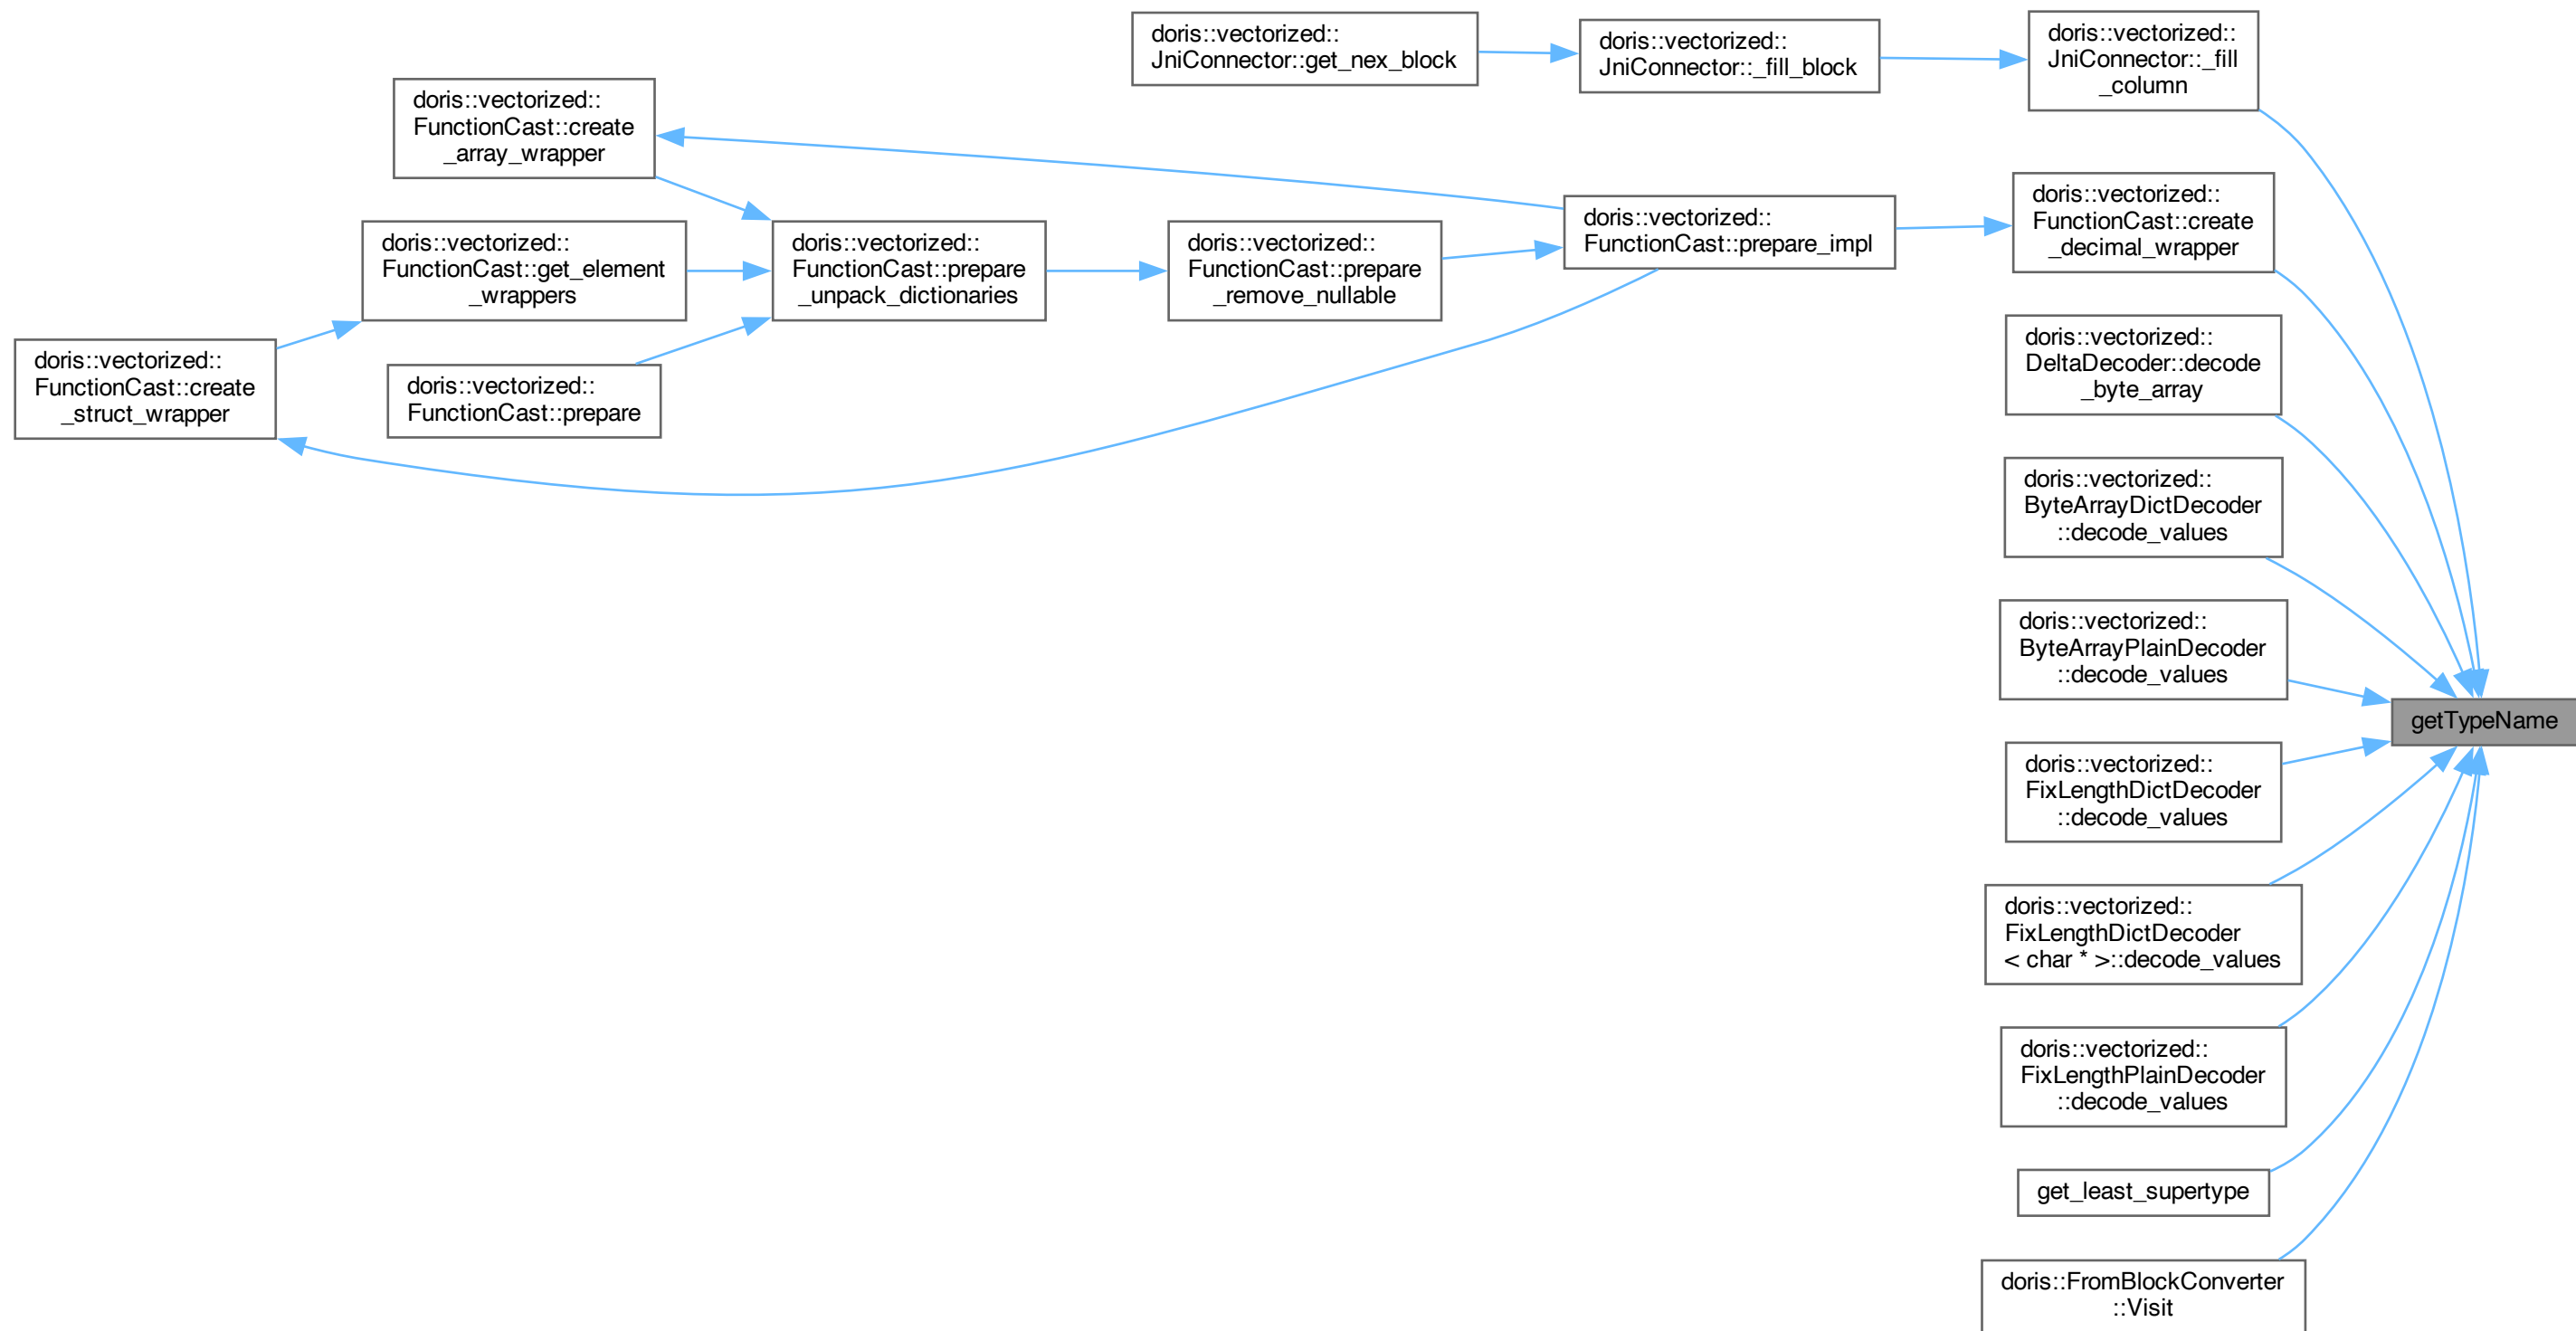 doris::vectorized::
JniConnector::get_nex_block
doris::vectorized::
JniConnector::_fill_block
doris::vectorized::
JniConnector::_fill
_column
doris::vectorized::
FunctionCast::create
_array_wrapper
doris::vectorized::
FunctionCast::get_element
_wrappers
doris::vectorized::
FunctionCast::prepare
_unpack_dictionaries
doris::vectorized::
FunctionCast::prepare
_remove_nullable
doris::vectorized::
FunctionCast::prepare_impl
doris::vectorized::
FunctionCast::create
_decimal_wrapper
doris::vectorized::
FunctionCast::create
_struct_wrapper
doris::vectorized::
FunctionCast::prepare
doris::vectorized::
DeltaDecoder::decode
_byte_array
doris::vectorized::
ByteArrayDictDecoder
::decode_values
doris::vectorized::
ByteArrayPlainDecoder
::decode_values
getTypeName
doris::vectorized::
FixLengthDictDecoder
::decode_values
doris::vectorized::
FixLengthDictDecoder
< char * >::decode_values
doris::vectorized::
FixLengthPlainDecoder
::decode_values
get_least_supertype
doris::FromBlockConverter
::Visit